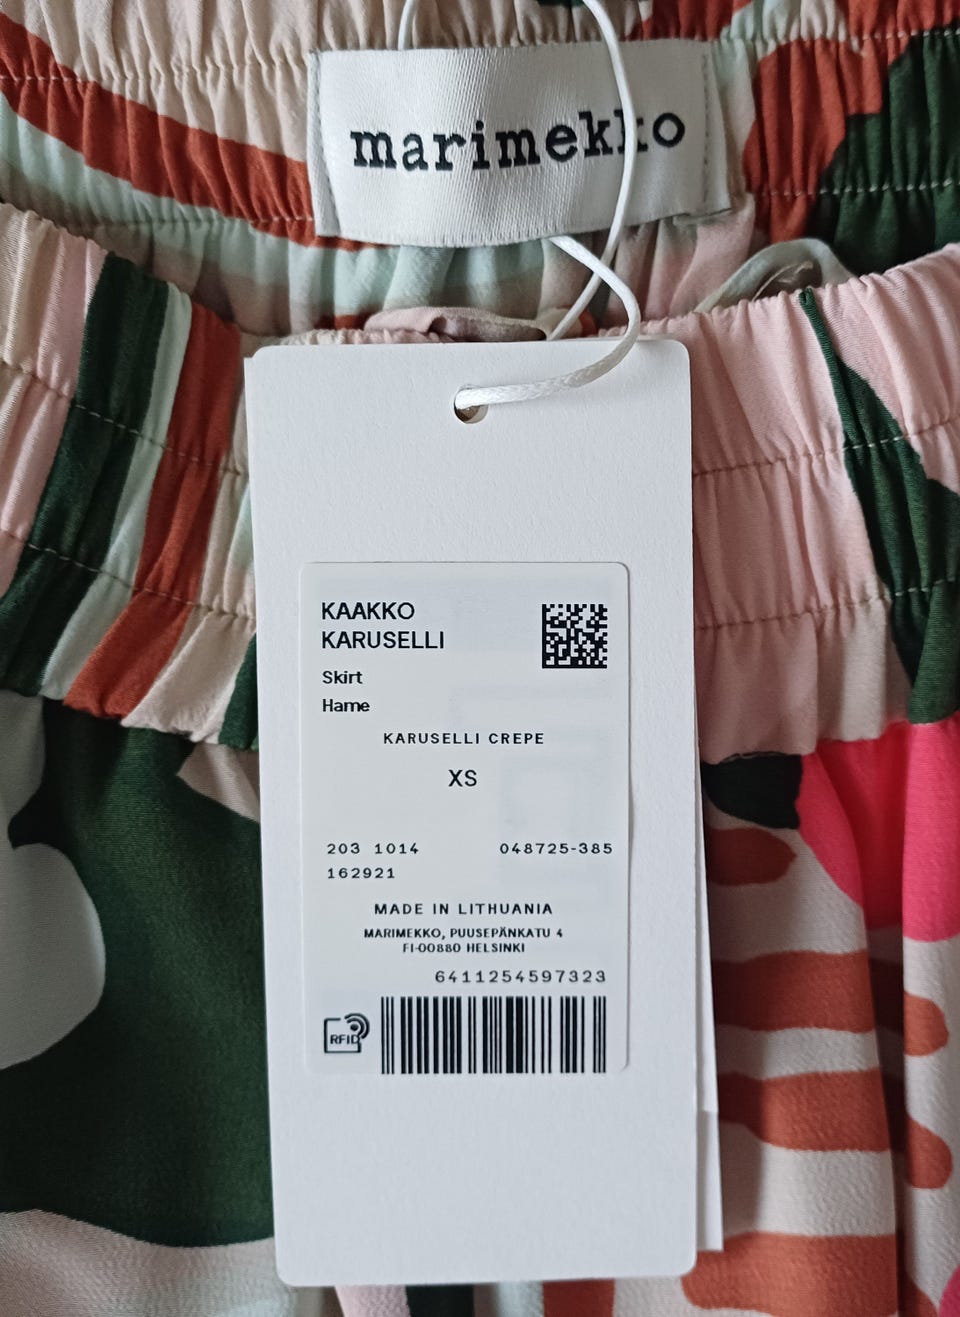 marimekko
KAAKKO
KARUSELLI
Skirt
Hame
KARUSELLI CREPE
XS
203 1014 048725-385
162921
MADE IN LITHUANIA
MARIMEKKO, PUUSEPÄNKATU 4
FI-00880 HELSINKI
6411254597323
RFID